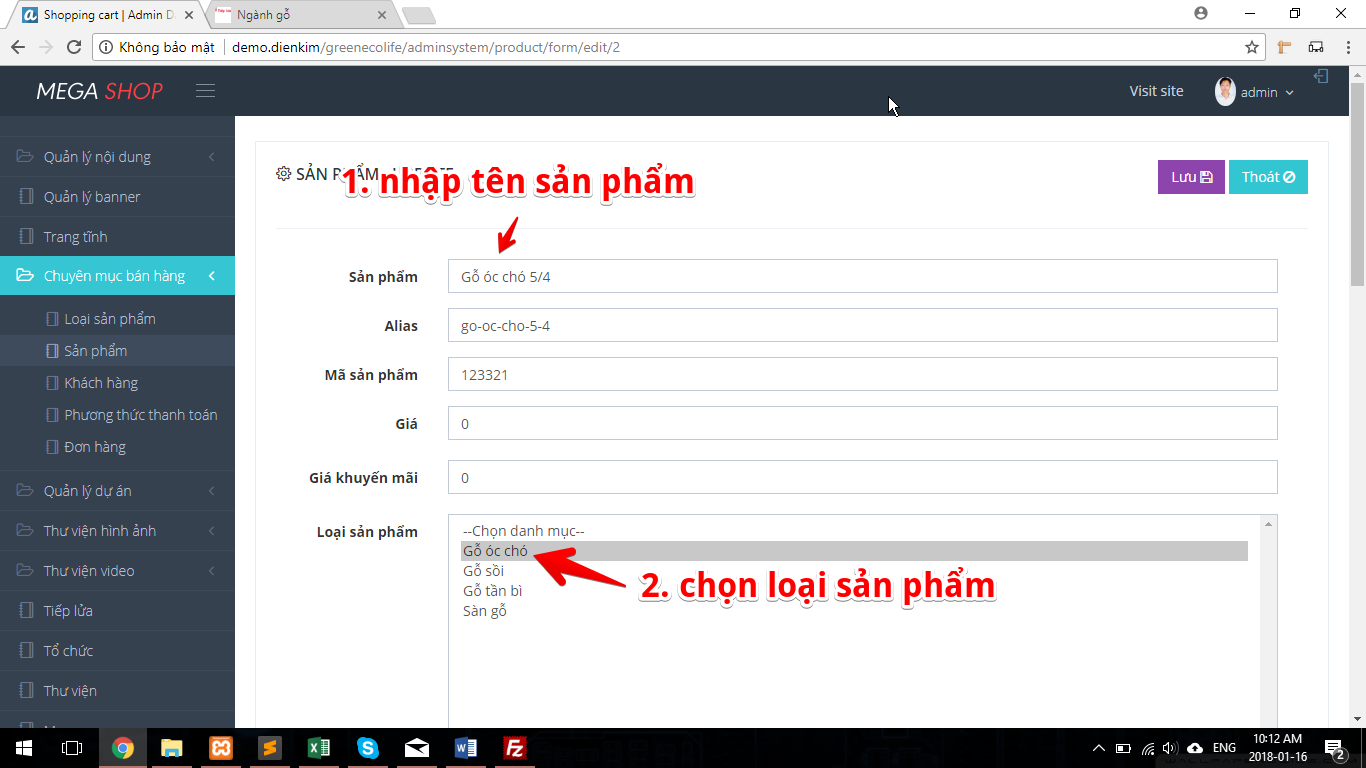 Shopping cart | Admin D
Ngành gỗ
Không bảo mật
demo.dienkim/greenecolife/adminsystem/product/form/edit/2
MEGA SHOP
Visit site
admin
Quản lý nội dung
Quản lý banner
Trang tĩnh
Chuyên mục bán hàng
Loại sản phẩm
Sản phẩm
Khách hàng
Phương thức thanh toán
Đơn hàng
Quản lý dự án
Thư viện hình ảnh
Thư viện video
Tiếp lửa
Tổ chức
Thư viện
SẢN PHẨM
1. nhập tên sản phẩm
Lưu
Thoát
Sản phẩm
Gỗ óc chó 5/4
Alias
go-oc-cho-5-4
Mã sản phẩm
123321
Giá
0
Giá khuyến mãi
0
Loại sản phẩm
--Chọn danh mục--
Gỗ óc chó
Gỗ sồi
Gỗ tần bì
Sàn gỗ
2. chọn loại sản phẩm
ENG
10:12 AM
2018-01-16
2